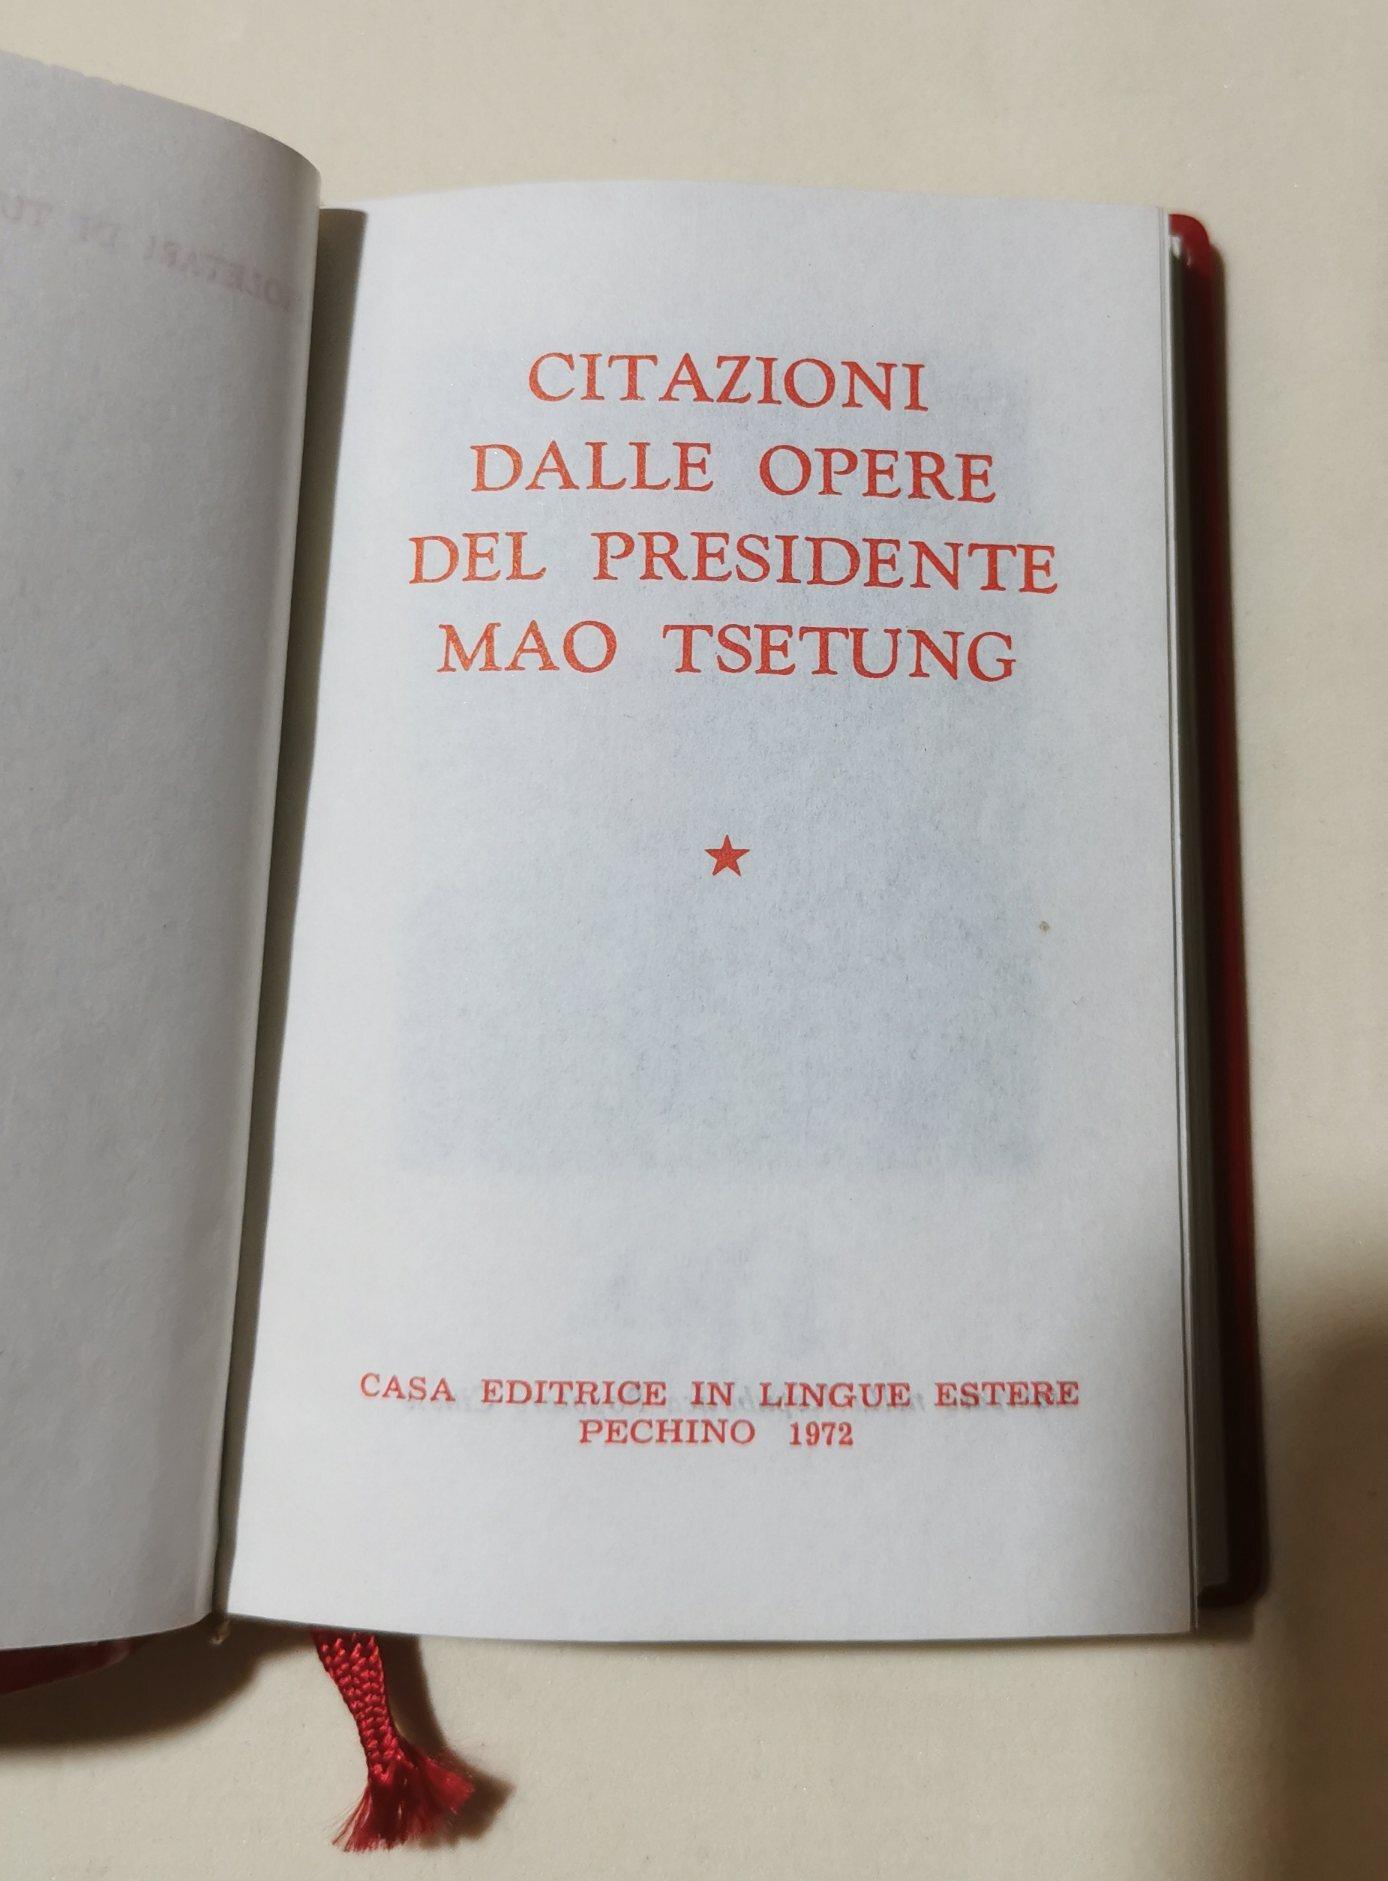 CITAZIONI
DALLE OPERE
DEL PRESIDENTE
MAO TSETUNG
CASA EDITRICE IN LINGUE ESTERE
PECHINO 1972